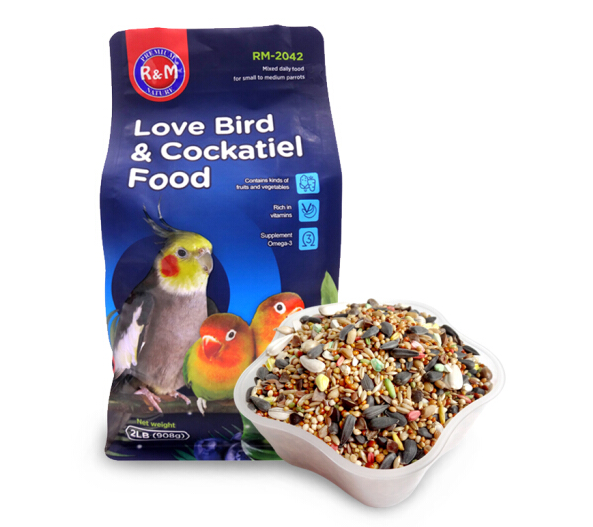 PREMIUM
R&M
NATURE
RM-2042
Mixed daily food
for small to medium parrots
Love Bird
& Cockatiel
Food
Contains kinds of
fruits and vegetables
Rich in
vitamins
Supplement
Omega-3
3
Net weight
2LB (908g)